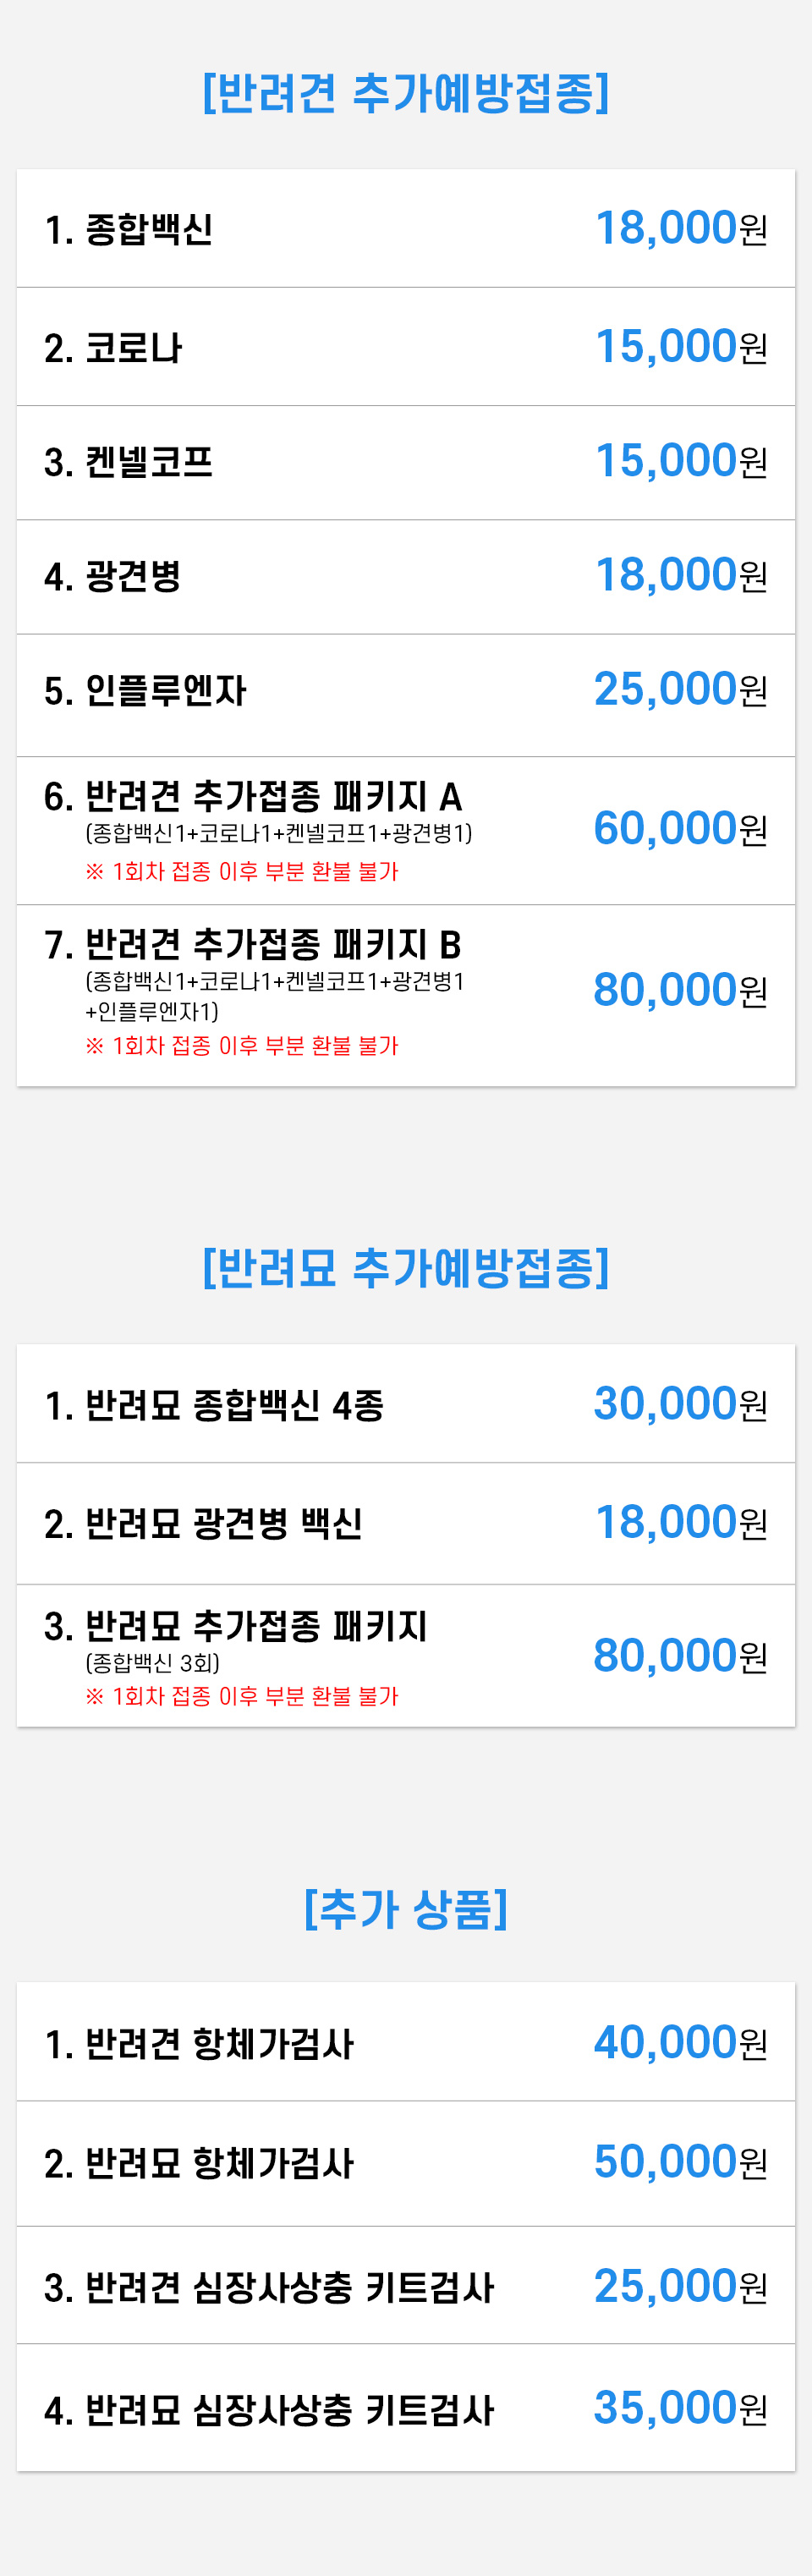 [반려견 추가예방접종]
1. 종합백신 18,000원
2. 코로나 15,000원
3. 켄넬코프 15,000원
4. 광견병 18,000원
5. 인플루엔자 25,000원
6. 반려견 추가접종 패키지 A
(종합백신1+코로나1+켄넬코프1+광견병1) 60,000원
※ 1회차 접종 이후 부분 환불 불가
7. 반려견 추가접종 패키지 B
(종합백신1+코로나1+켄넬코프1+광견병1
+인플루엔자1) 80,000원
※ 1회차 접종 이후 부분 환불 불가
[반려묘 추가예방접종]
1. 반려묘 종합백신 4종 30,000원
2. 반려묘 광견병 백신 18,000원
3. 반려묘 추가접종 패키지
(종합백신 3회) 80,000원
※ 1회차 접종 이후 부분 환불 불가
[추가 상품]
1. 반려견 항체가검사 40,000원
2. 반려묘 항체가검사 50,000원
3. 반려견 심장사상충 키트검사 25,000원
4. 반려묘 심장사상충 키트검사 35,000원